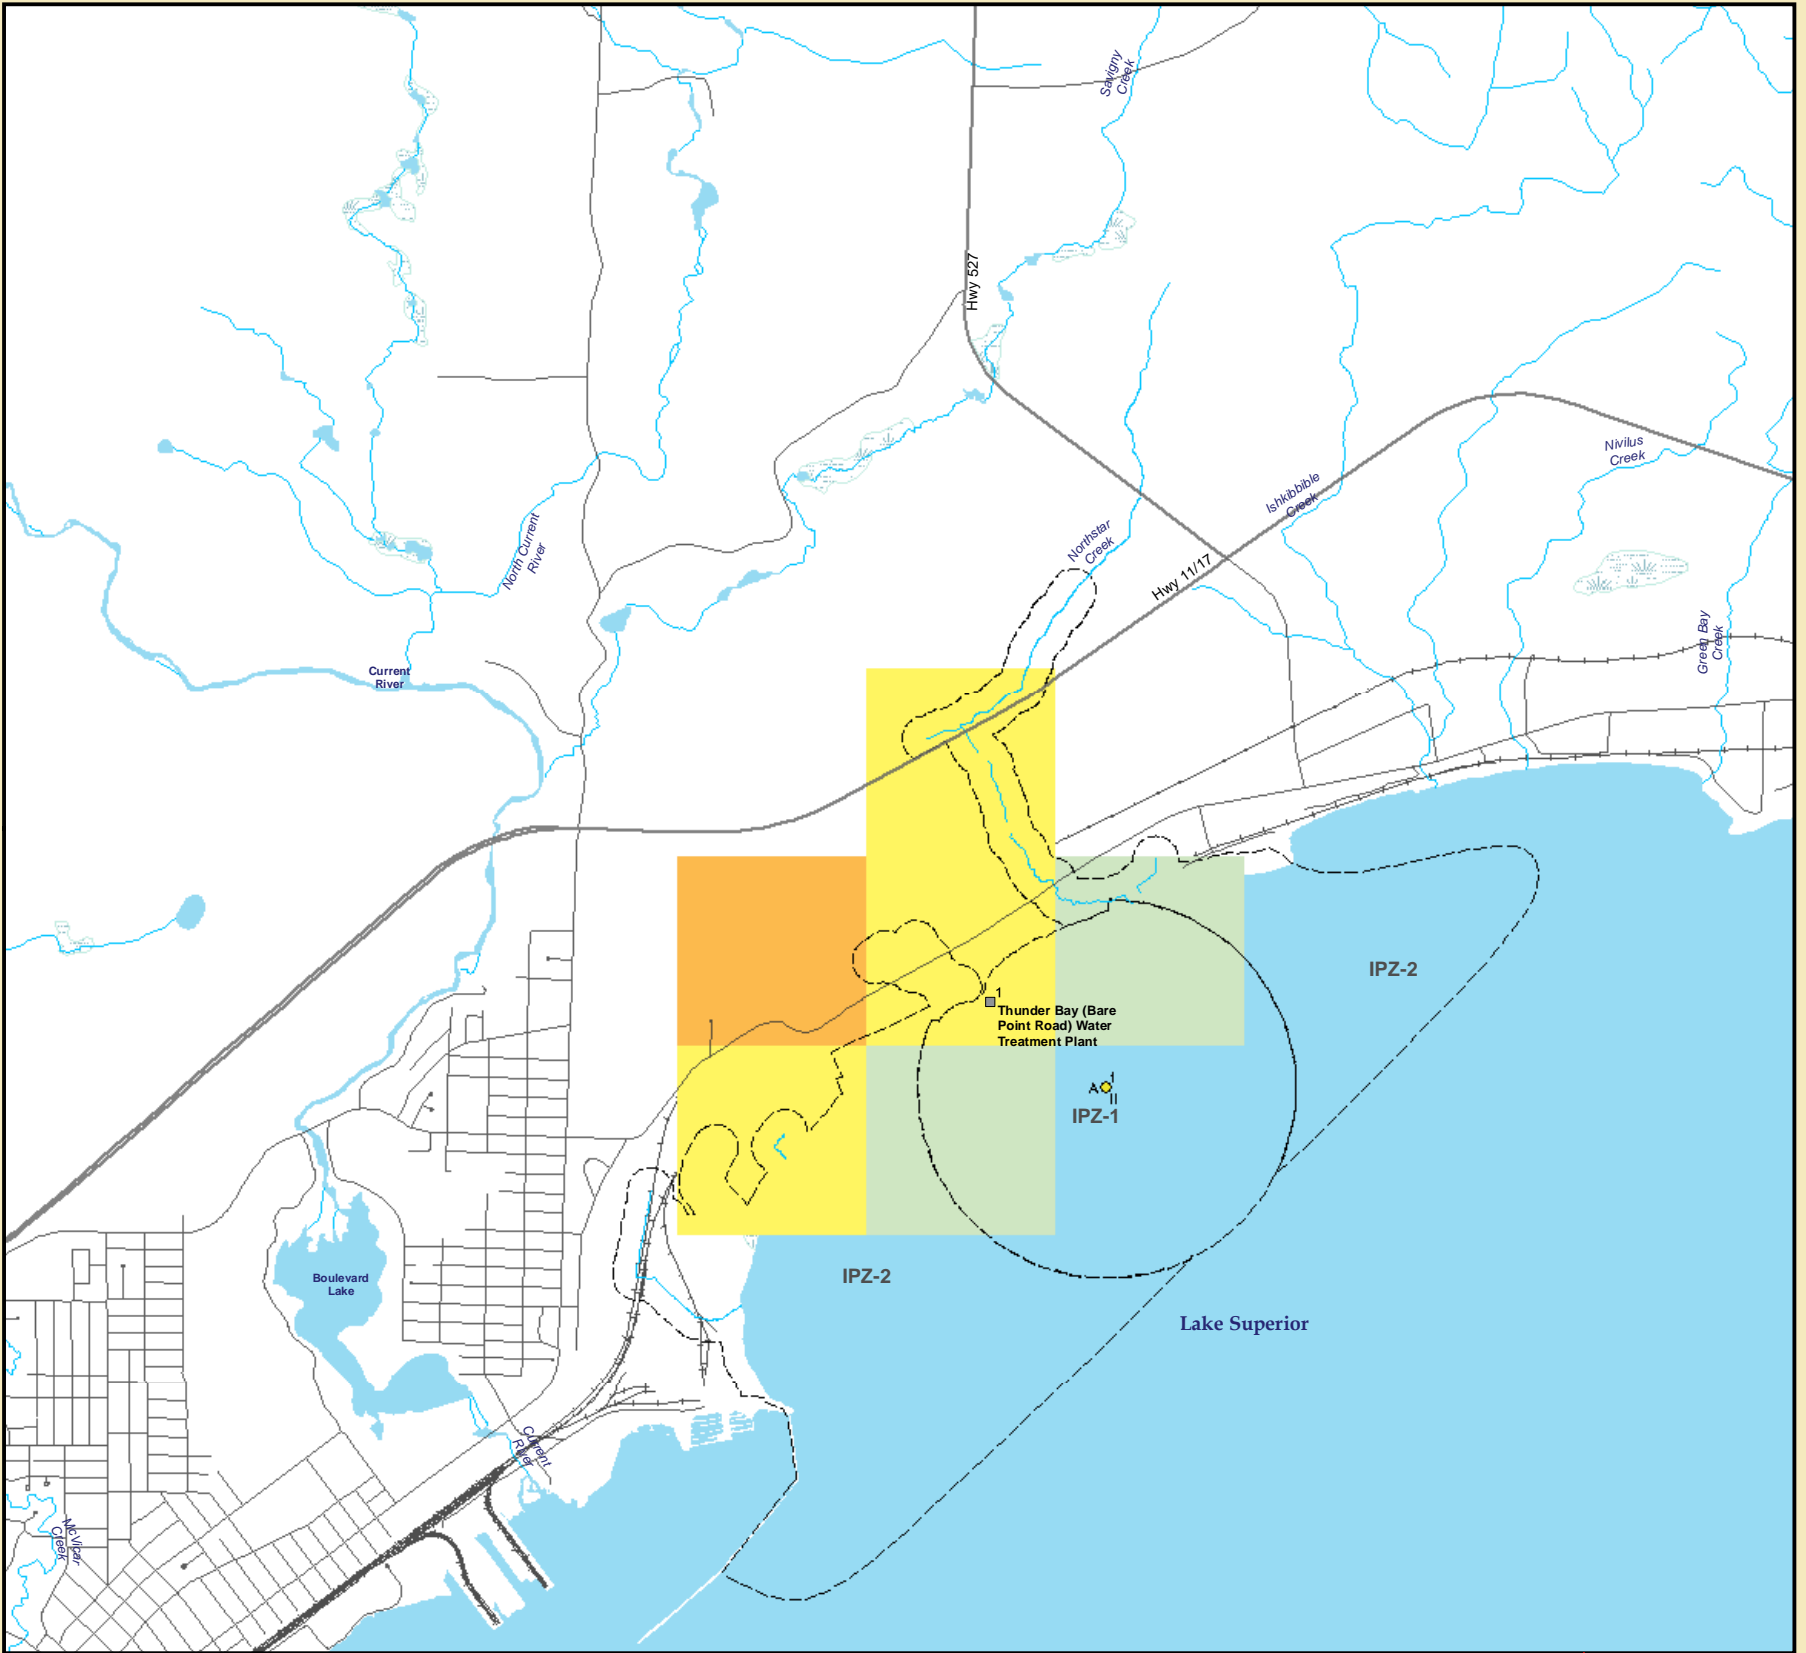 Savigny
Creek
Hwy 527
Nivilus
Creek
Ishkibbible
Creek
North Current
River
Northstar
Creek
Hwy 11/17
Green Bay
Creek
Current
River
IPZ-2
1
Thunder Bay (Bare
Point Road) Water
Treatment Plant
1
A
II
IPZ-1
IPZ-2
Boulevard
Lake
Lake Superior
Current
River
McVicar
Creek